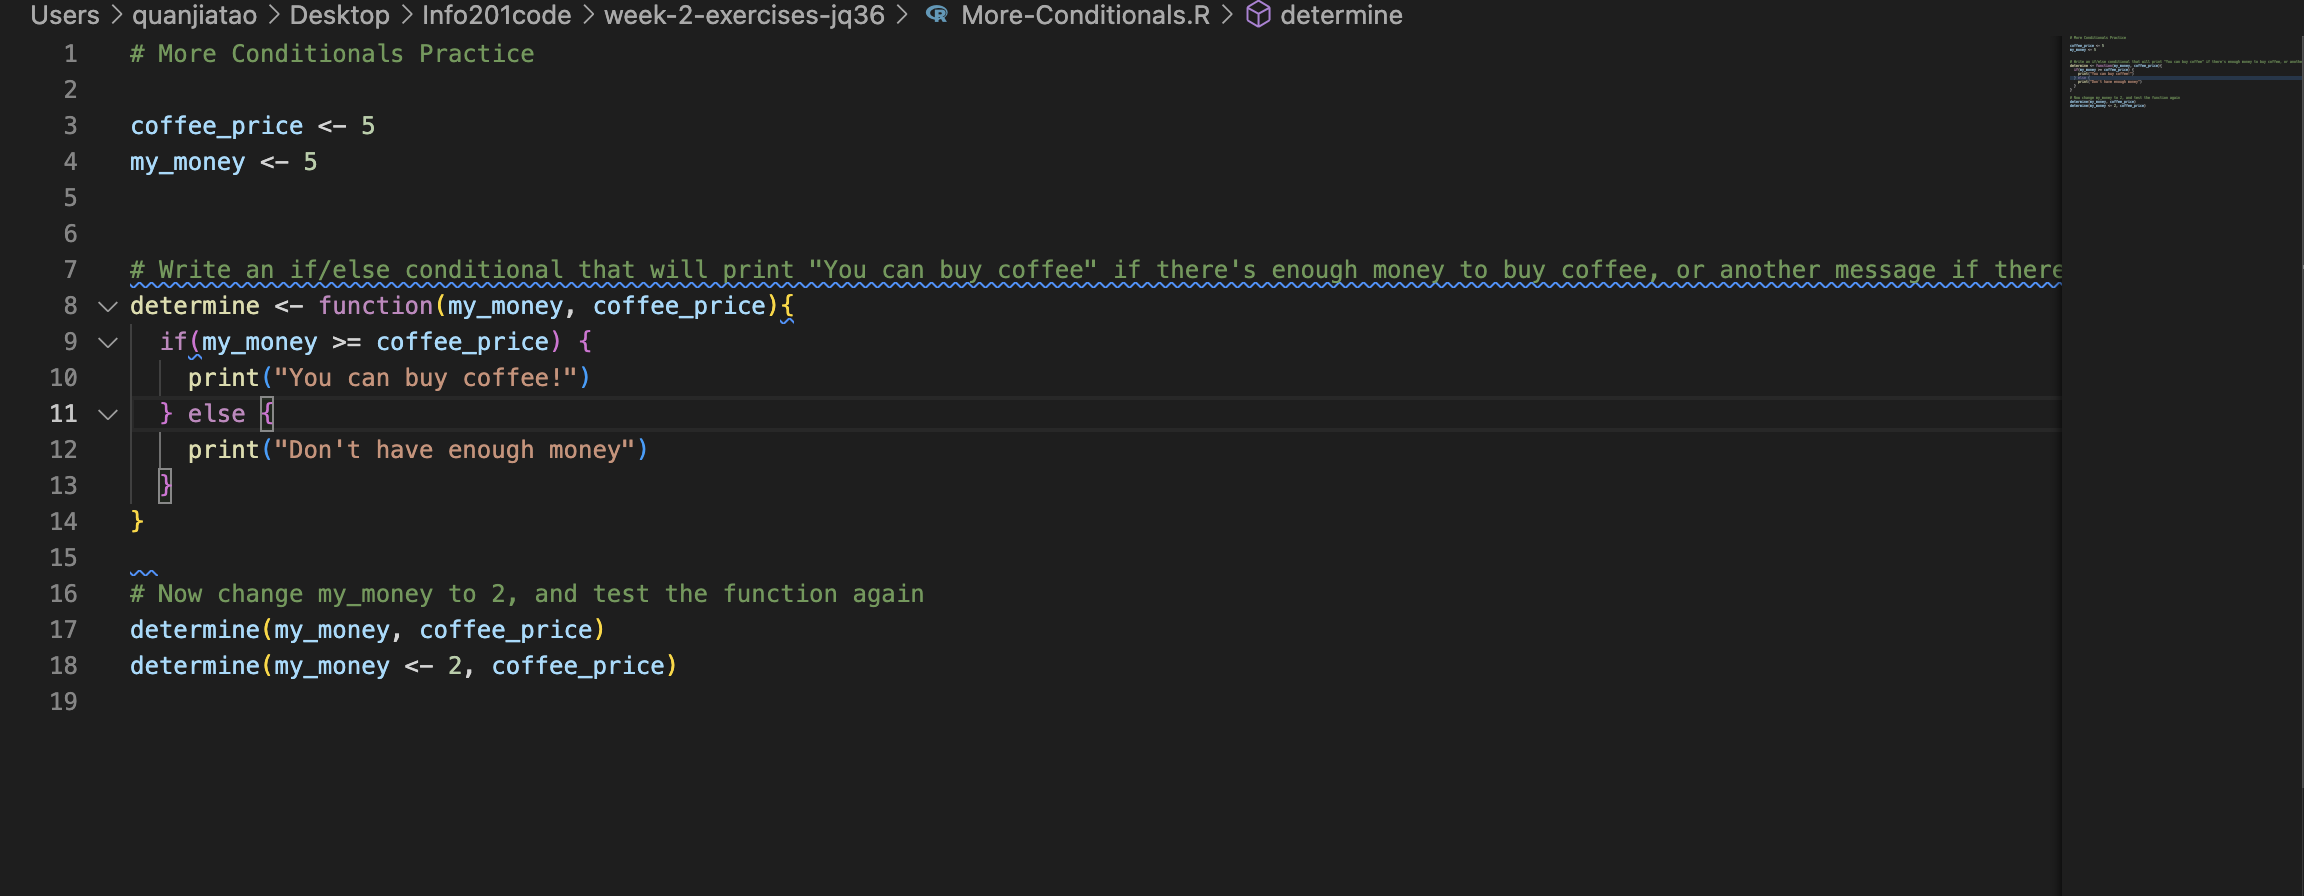 Users > quanjiatao > Desktop > Info201code > week-2-exercises-jq36 > More-Conditionals.R > determine
1 # More Conditionals Practice
2
3 coffee_price <- 5
4 my_money <- 5
5
6
7 # Write an if/else conditional that will print "You can buy coffee" if there's enough money to buy coffee, or another message if there
8 determine <- function(my_money, coffee_price){
9   if(my_money >= coffee_price) {
10     print("You can buy coffee!")
11   } else {
12     print("Don't have enough money")
13   }
14 }
15
16 # Now change my_money to 2, and test the function again
17 determine(my_money, coffee_price)
18 determine(my_money <- 2, coffee_price)
19